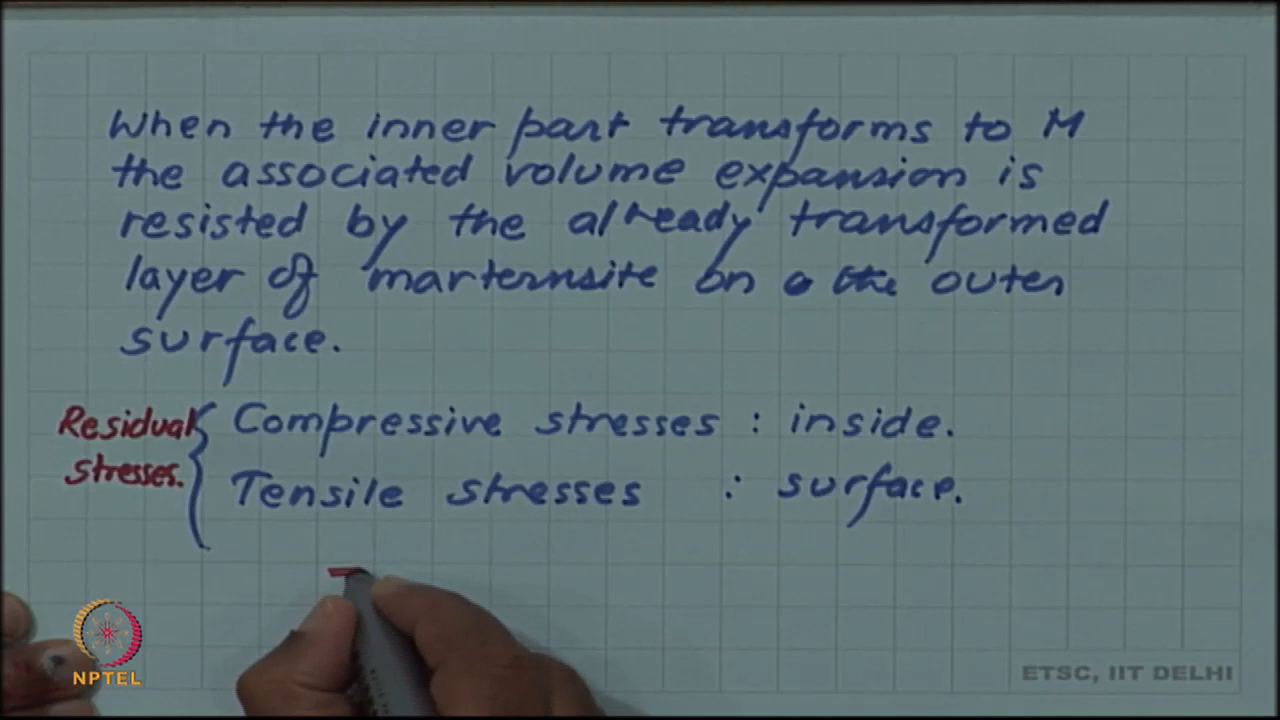 When the inner part transforms to M
the associated volume expansion is
resisted by the already transformed
layer of marternsite on the outer
surface.
Residual Stresses.
Compressive stresses : inside.
Tensile stresses : surface.
NPTEL
ETSC, IIT DELHI